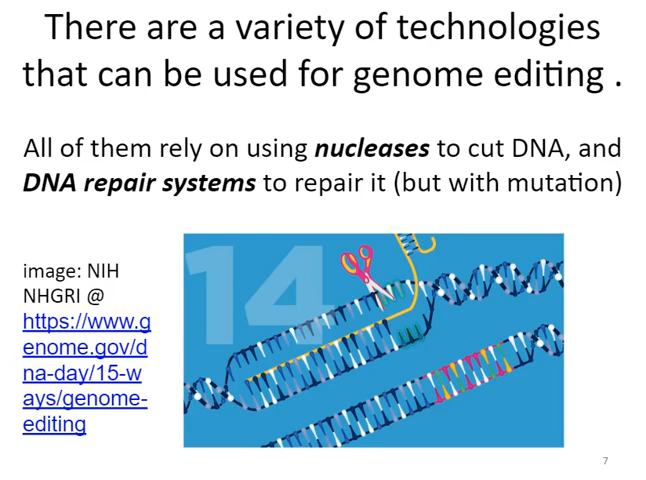 There are a variety of technologies
that can be used for genome editing .
All of them rely on using nucleases to cut DNA, and
DNA repair systems to repair it (but with mutation)
image: NIH
NHGRI @
https://www.g
enome.gov/d
na-day/15-w
ays/genome-
editing
14
7